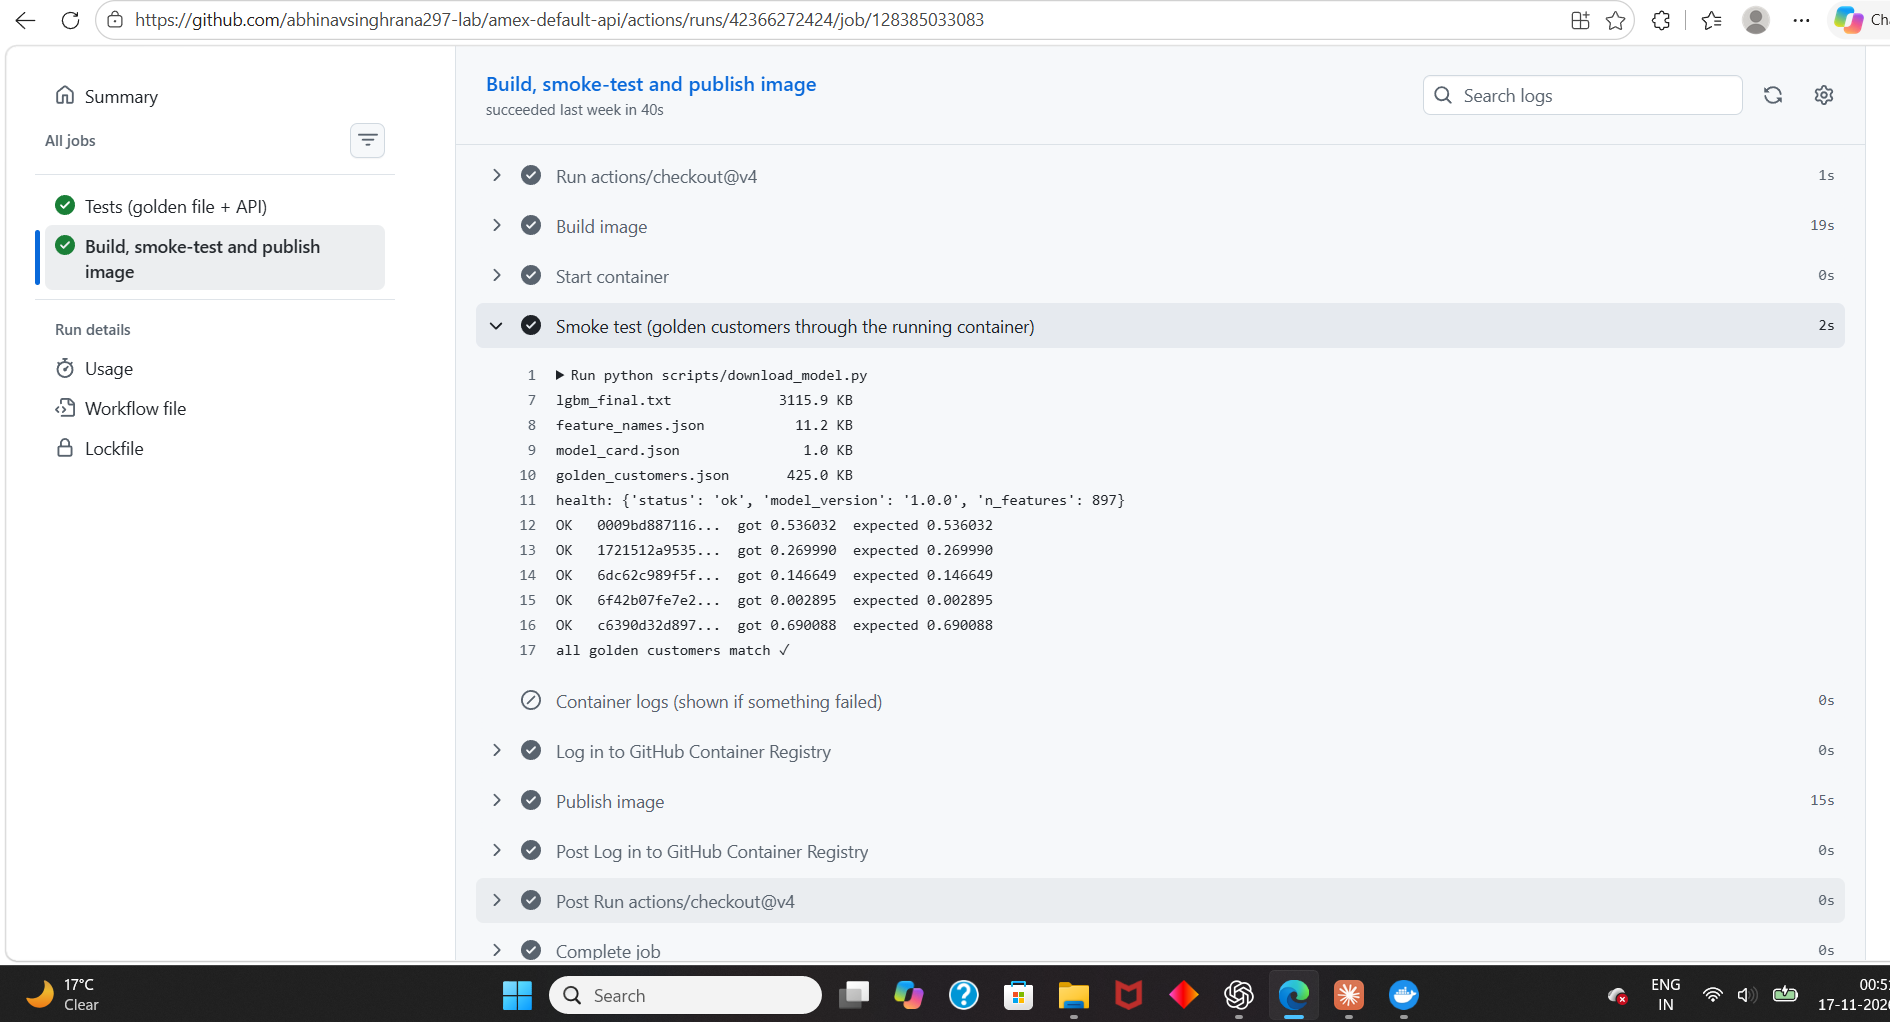 https://github.com/abhinavsinghrana297-lab/amex-default-api/actions/runs/42366272424/job/128385033083
Summary
All jobs
Tests (golden file + API)
Build, smoke-test and publish
image
Run details
Usage
Workflow file
Lockfile
Build, smoke-test and publish image
succeeded last week in 40s
Search logs
Run actions/checkout@v4 1s
Build image 19s
Start container 0s
Smoke test (golden customers through the running container) 2s
1 Run python scripts/download_model.py
7 lgbm_final.txt 3115.9 KB
8 feature_names.json 11.2 KB
9 model_card.json 1.0 KB
10 golden_customers.json 425.0 KB
11 health: {'status': 'ok', 'model_version': '1.0.0', 'n_features': 897}
12 OK 0009bd887116... got 0.536032 expected 0.536032
13 OK 1721512a9535... got 0.269990 expected 0.269990
14 OK 6dc62c989f5f... got 0.146649 expected 0.146649
15 OK 6f42b07fe7e2... got 0.002895 expected 0.002895
16 OK c6390d32d897... got 0.690088 expected 0.690088
17 all golden customers match ✓
Container logs (shown if something failed) 0s
Log in to GitHub Container Registry 0s
Publish image 15s
Post Log in to GitHub Container Registry 0s
Post Run actions/checkout@v4 0s
Complete job 0s
17°C
Clear
Search
ENG
IN